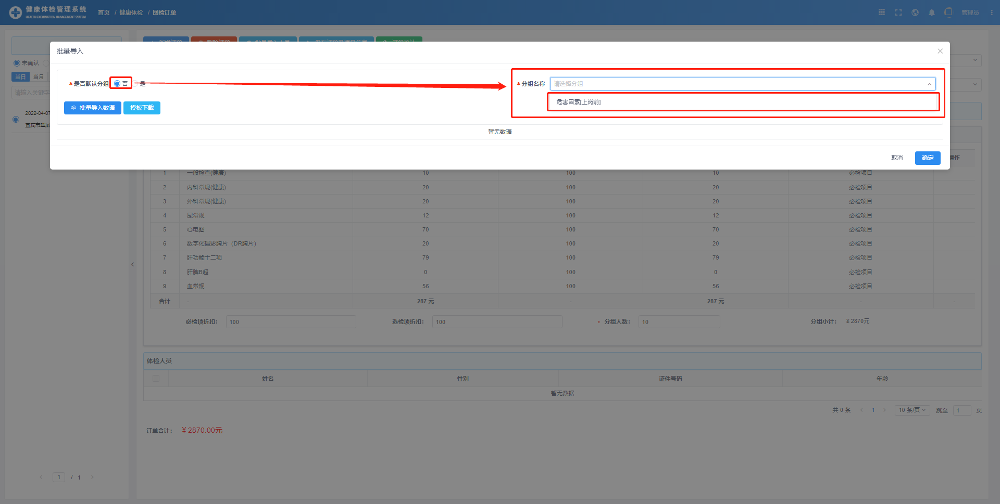 健康体检管理系统
首页 / 健康体检 / 团检订单
管理员
未确认
当日 当月
请输入关键字
2022-04-07
宜宾市翠屏
批量导入
* 是否默认分组 否 是
* 分组名称 请选择分组
危害因素[上岗前]
批量导入数据 模板下载
暂无数据
取消 确定
操作
1 一般检查(健康) 10 100 10 必检项目
2 内科常规(健康) 20 100 20 必检项目
3 外科常规(健康) 20 100 20 必检项目
4 尿常规 12 100 12 必检项目
5 心电图 70 100 70 必检项目
6 数字化摄影胸片（DR胸片） 20 100 20 必检项目
7 肝功能十二项 79 100 79 必检项目
8 肝脾B超 0 100 0 必检项目
9 血常规 56 100 56 必检项目
合计 - 287 元 - 287 元 - -
必检项折扣： 100 选检项折扣： 100 * 分组人数： 10 分组小计： ¥ 2870元
体检人员
姓名 性别 证件号码 年龄
暂无数据
共 0 条 1 10 条/页 跳至 1 页
订单合计： ¥ 2870.00元
1 / 1